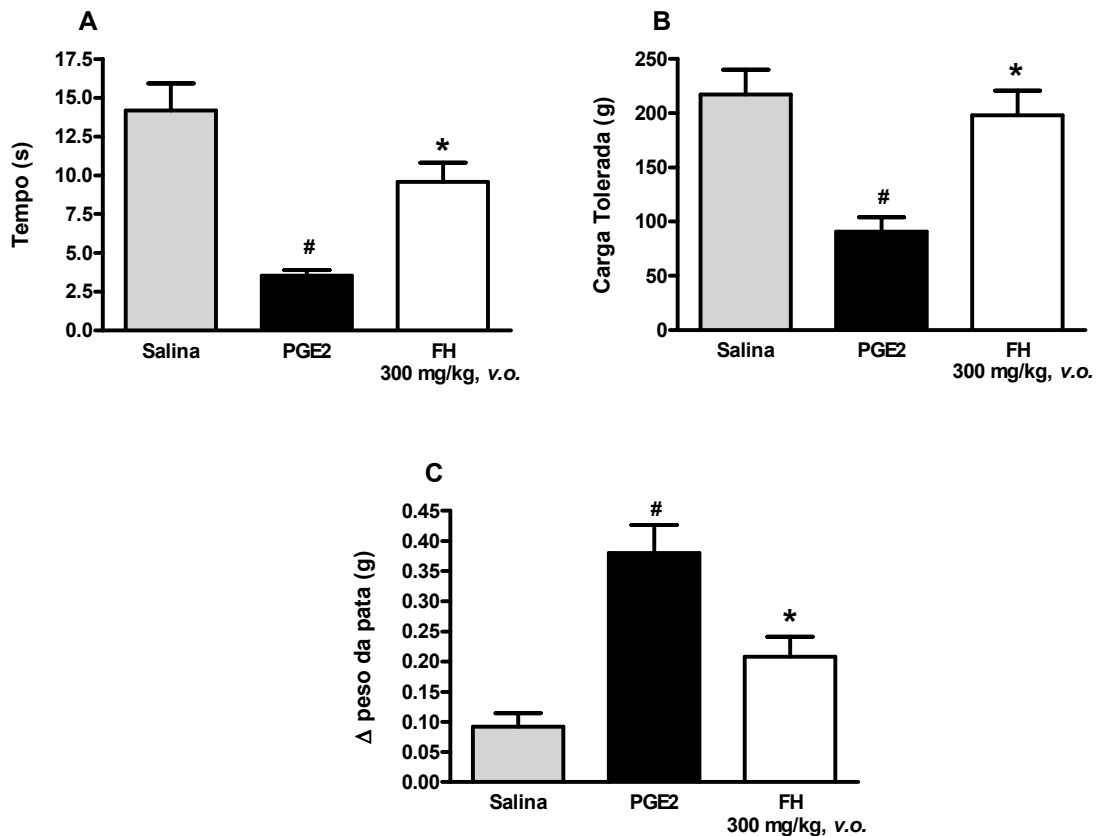 A
Tempo (s)
17.5
15.0
12.5
10.0
7.5
5.0
2.5
0.0
#
*
Salina
PGE2
FH
300 mg/kg, v.o.
B
Carga Tolerada (g)
250
200
150
100
50
0
#
*
Salina
PGE2
FH
300 mg/kg, v.o.
C
Δ peso da pata (g)
0.45
0.40
0.35
0.30
0.25
0.20
0.15
0.10
0.05
0.00
#
*
Salina
PGE2
FH
300 mg/kg, v.o.